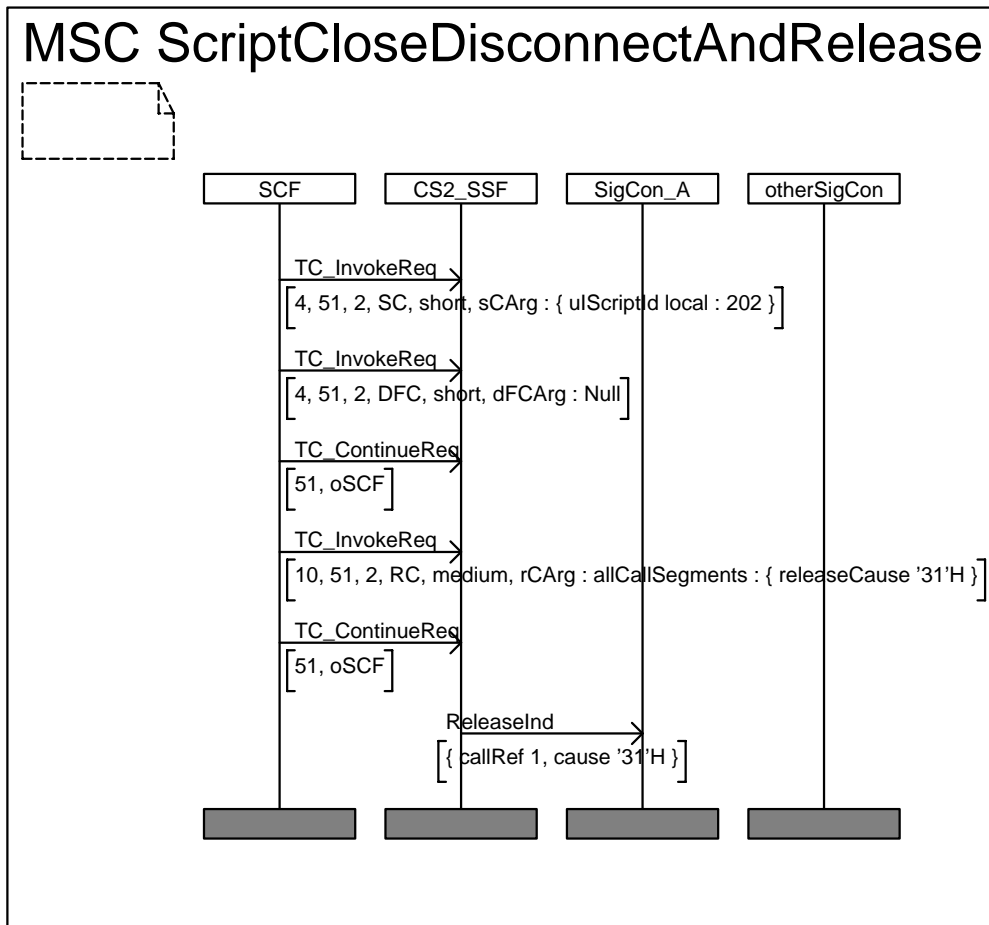 MSC ScriptCloseDisconnectAndRelease
SCF
CS2_SSF
SigCon_A
otherSigCon
TC_InvokeReq
4, 51, 2, SC, short, sCArg : { uIScriptId local : 202 }
TC_InvokeReq
4, 51, 2, DFC, short, dFCArg : Null
TC_ContinueReq
51, oSCF
TC_InvokeReq
10, 51, 2, RC, medium, rCArg : allCallSegments : { releaseCause ’31’H }
TC_ContinueReq
51, oSCF
ReleaseInd
{ callRef 1, cause ’31’H }